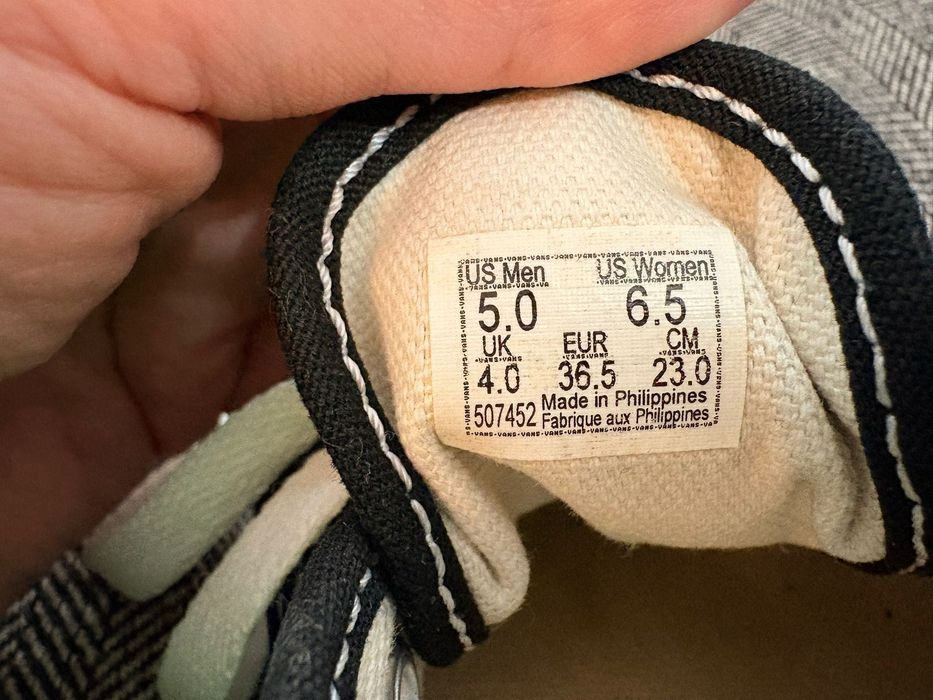 US Men US Women
5.0 6.5
UK EUR CM
4.0 36.5 23.0
507452 Made in Philippines
Fabrique aux Philippines